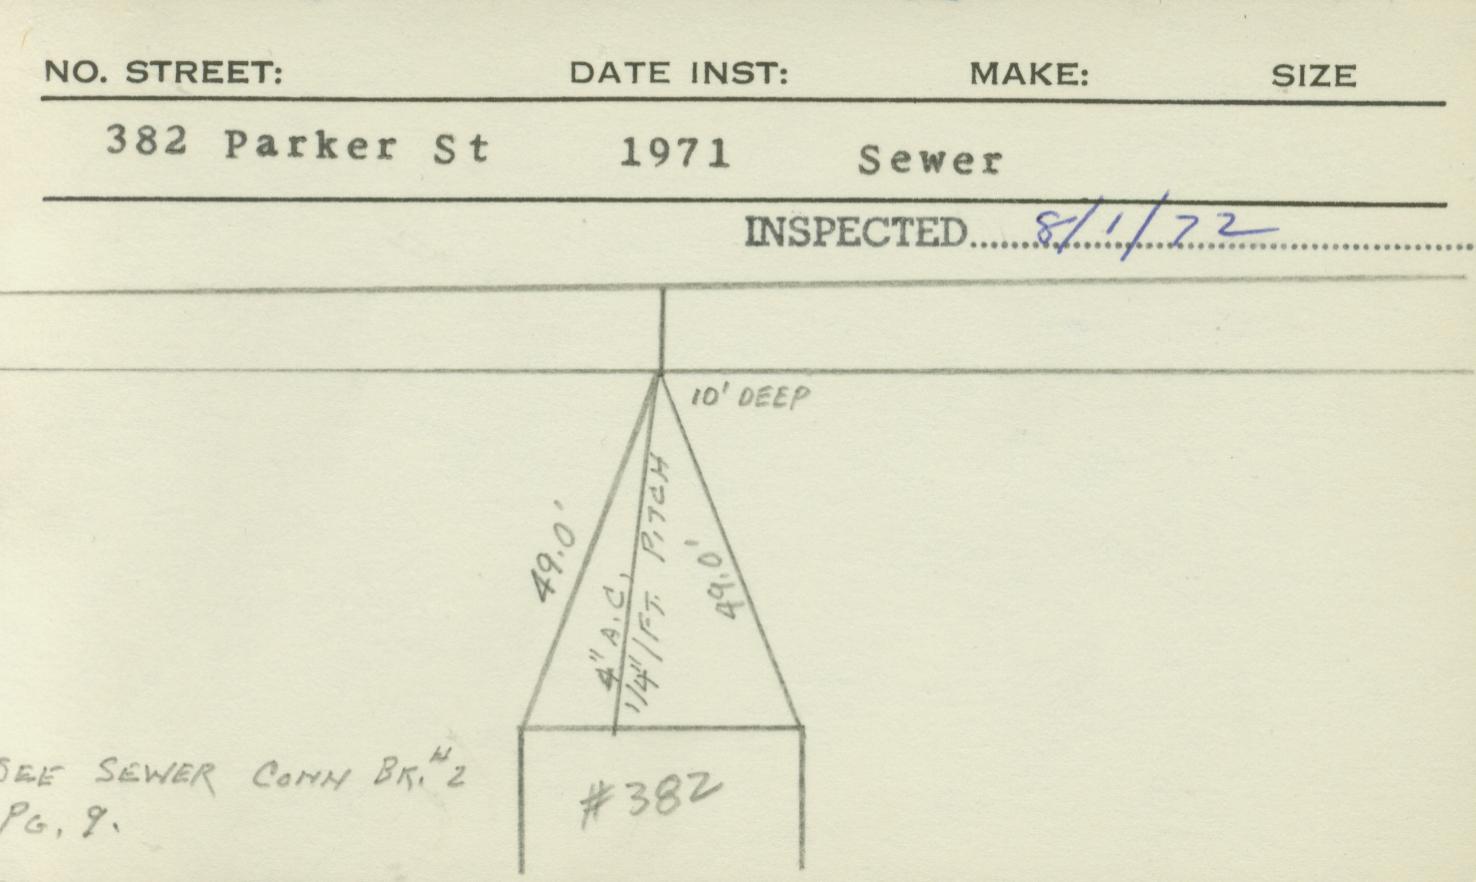 NO. STREET: DATE INST: MAKE: SIZE
382 Parker St 1971 Sewer
INSPECTED 8/1/72
10' DEEP
49.0'
4" A.C,
1/4"/FT. PITCH
49.0'
SEE SEWER CONN BK. #2
PG. 9.
#382